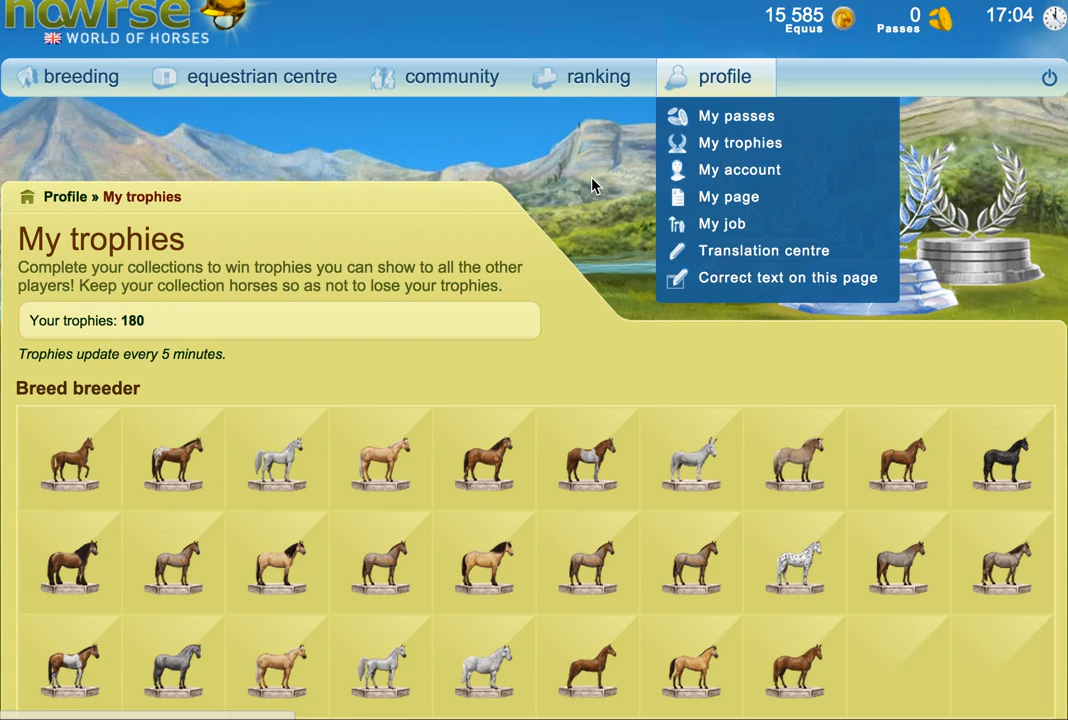 howrse
WORLD OF HORSES
15 585
Equus
0
Passes
17:04
breeding
equestrian centre
community
ranking
profile
My passes
My trophies
My account
My page
My job
Translation centre
Correct text on this page
Profile » My trophies
My trophies
Complete your collections to win trophies you can show to all the other
players! Keep your collection horses so as not to lose your trophies.
Your trophies: 180
Trophies update every 5 minutes.
Breed breeder